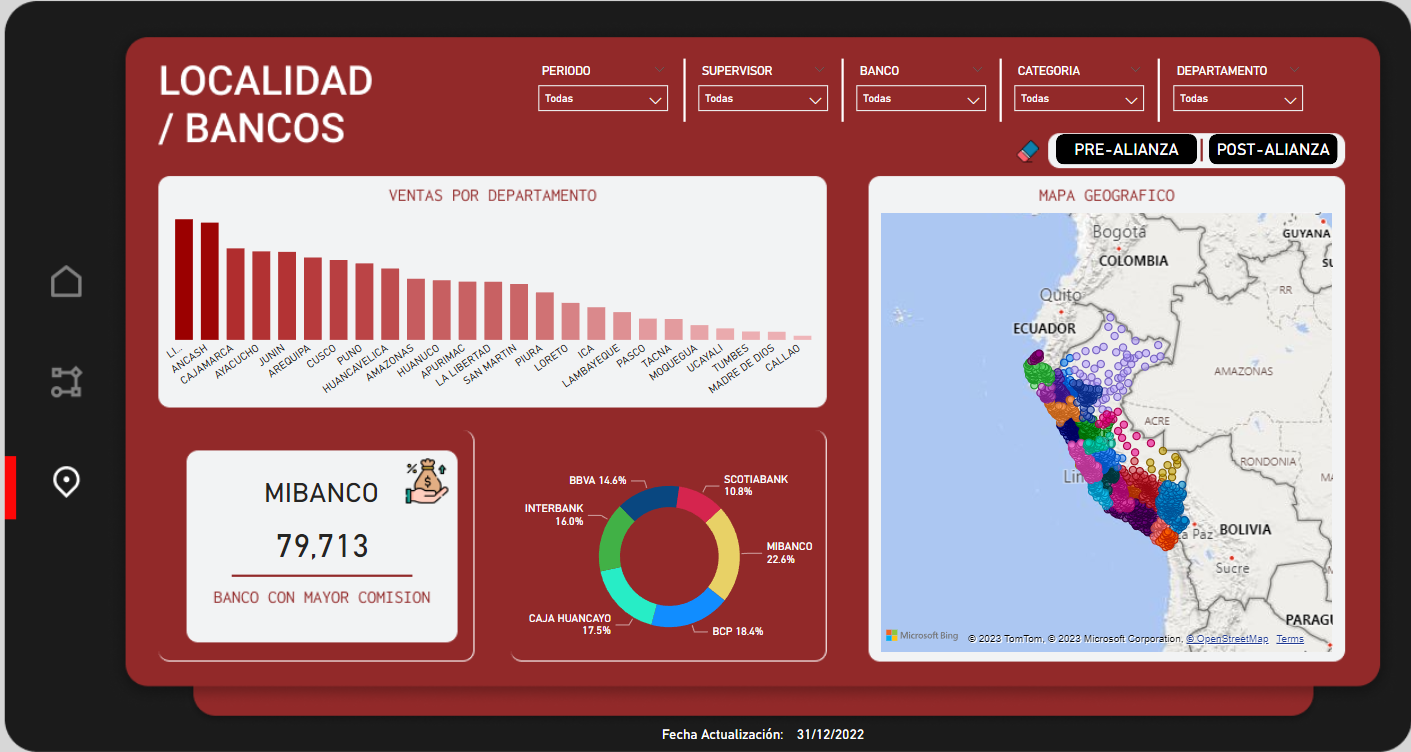 LOCALIDAD
/ BANCOS
PERIODO
Todas
SUPERVISOR
Todas
BANCO
Todas
CATEGORIA
Todas
DEPARTAMENTO
Todas
PRE-ALIANZA
POST-ALIANZA
VENTAS POR DEPARTAMENTO
LI...
ANCASH
CAJAMARCA
AYACUCHO
JUNIN
AREQUIPA
CUSCO
PUNO
HUANCAVELICA
AMAZONAS
HUANUCO
APURIMAC
LA LIBERTAD
SAN MARTIN
PIURA
LORETO
ICA
LAMBAYEQUE
PASCO
TACNA
MOQUEGUA
UCAYALI
TUMBES
MADRE DE DIOS
CALLAO
MAPA GEOGRAFICO
Bogotá
COLOMBIA
GUYANA
SU
RR
Quito
ECUADOR
AMAZONAS
ACRE
RONDONIA
MA
Lin
BOLIVIA
a Paz
Sucre
M
PARAGU
Microsoft Bing
© 2023 TomTom, © 2023 Microsoft Corporation, © OpenStreetMap Terms
MIBANCO
%
$
79,713
BANCO CON MAYOR COMISION
BBVA 14.6%
SCOTIABANK
10.8%
INTERBANK
16.0%
MIBANCO
22.6%
CAJA HUANCAYO
17.5%
BCP 18.4%
Fecha Actualización: 31/12/2022